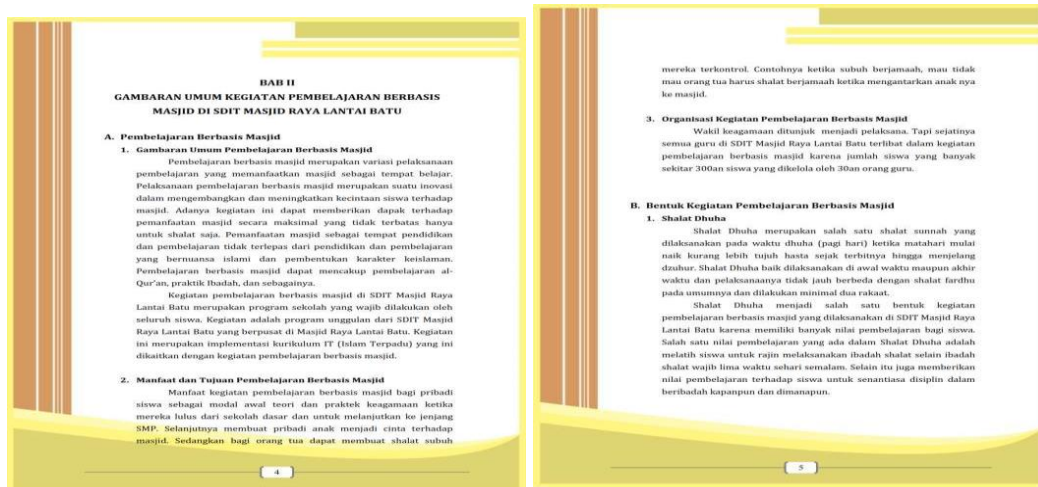 BAB II
GAMBARAN UMUM KEGIATAN PEMBELAJARAN BERBASIS
MASJID DI SDIT MASJID RAYA LANTAI BATU
A. Pembelajaran Berbasis Masjid
1. Gambaran Umum Pembelajaran Berbasis Masjid
Pembelajaran berbasis masjid merupakan variasi pelaksanaan
pembelajaran yang memanfaatkan masjid sebagai tempat belajar.
Pelaksanaan pembelajaran berbasis masjid merupakan suatu inovasi
dalam mengembangkan dan meningkatkan kecintaan siswa terhadap
masjid. Adanya kegiatan ini dapat memberikan dapak terhadap
pemanfaatan masjid secara maksimal yang tidak terbatas hanya
untuk shalat saja. Pemanfaatan masjid sebagai tempat pendidikan
dan pembelajaran tidak terlepas dari pendidikan dan pembelajaran
yang bernuansa islami dan pembentukan karakter keislaman.
Pembelajaran berbasis masjid dapat mencakup pembelajaran al-
Qur'an, praktik Ibadah, dan sebagainya.
Kegiatan pembelajaran berbasis masjid di SDIT Masjid Raya
Lantai Batu merupakan program sekolah yang wajib dilakukan oleh
seluruh siswa. Kegiatan adalah program unggulan dari SDIT Masjid
Raya Lantai Batu yang berpusat di Masjid Raya Lantai Batu. Kegiatan
ini merupakan implementasi kurikulum IT (Islam Terpadu) yang ini
dikaitkan dengan kegiatan pembelajaran berbasis masjid.
2. Manfaat dan Tujuan Pembelajaran Berbasis Masjid
Manfaat kegiatan pembelajaran berbasis masjid bagi pribadi
siswa sebagai modal awal teori dan praktek keagamaan ketika
mereka lulus dari sekolah dasar dan untuk melanjutkan ke jenjang
SMP. Selanjutnya membuat pribadi anak menjadi cinta terhadap
masjid. Sedangkan bagi orang tua dapat membuat shalat subuh
4
mereka terkontrol. Contohnya ketika subuh berjamaah, mau tidak
mau orang tua harus shalat berjamaah ketika mengantarkan anak nya
ke masjid.
3. Organisasi Kegiatan Pembelajaran Berbasis Masjid
Wakil keagamaan ditunjuk menjadi pelaksana. Tapi sejatinya
semua guru di SDIT Masjid Raya Lantai Batu terlibat dalam kegiatan
pembelajaran berbasis masjid karena jumlah siswa yang banyak
sekitar 300an siswa yang dikelola oleh 30an orang guru.
B. Bentuk Kegiatan Pembelajaran Berbasis Masjid
1. Shalat Dhuha
Shalat Dhuha merupakan salah satu shalat sunnah yang
dilaksanakan pada waktu dhuha (pagi hari) ketika matahari mulai
naik kurang lebih tujuh hasta sejak terbitnya hingga menjelang
dzuhur. Shalat Dhuha baik dilaksanakan di awal waktu maupun akhir
waktu dan pelaksanaanya tidak jauh berbeda dengan shalat fardhu
pada umumnya dan dilakukan minimal dua rakaat.
Shalat Dhuha menjadi salah satu bentuk kegiatan
pembelajaran berbasis masjid yang dilaksanakan di SDIT Masjid Raya
Lantai Batu karena memiliki banyak nilai pembelajaran bagi siswa.
Salah satu nilai pembelajaran yang ada dalam Shalat Dhuha adalah
melatih siswa untuk rajin melaksanakan ibadah shalat selain ibadah
shalat wajib lima waktu sehari semalam. Selain itu juga memberikan
nilai pembelajaran terhadap siswa untuk senantiasa disiplin dalam
beribadah kapanpun dan dimanapun.
5